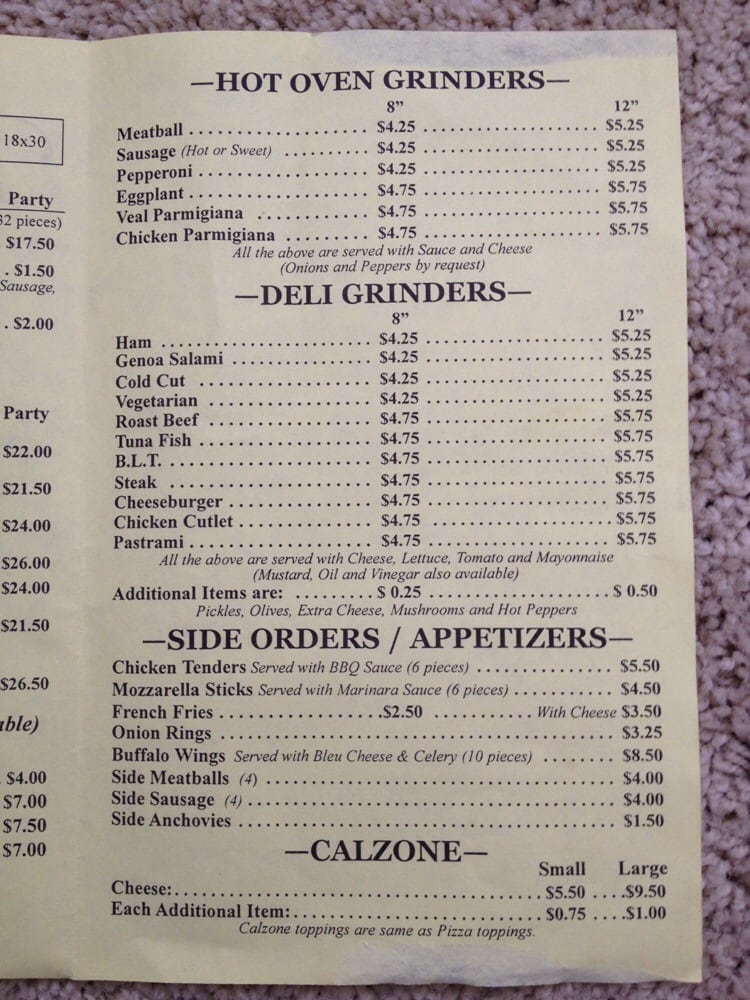 18x30
Party
32 pieces)
$17.50
. $1.50
Sausage,
. $2.00
Party
$22.00
$21.50
$24.00
$26.00
$24.00
$21.50
$26.50
able)
$4.00
$7.00
$7.50
$7.00
—HOT OVEN GRINDERS—
8” 12”
Meatball . . . . . . . . . . $4.25 . . . . . . . . . . $5.25
Sausage (Hot or Sweet) . . . . . . . . . . $4.25 . . . . . . . . . . $5.25
Pepperoni . . . . . . . . . . $4.25 . . . . . . . . . . $5.25
Eggplant . . . . . . . . . . $4.75 . . . . . . . . . . $5.75
Veal Parmigiana . . . . . . . . . . $4.75 . . . . . . . . . . $5.75
Chicken Parmigiana . . . . . . . . . $4.75 . . . . . . . . . . $5.75
All the above are served with Sauce and Cheese
(Onions and Peppers by request)
—DELI GRINDERS—
8” 12”
Ham . . . . . . . . . . $4.25 . . . . . . . . . . $5.25
Genoa Salami . . . . . . . . . . $4.25 . . . . . . . . . . $5.25
Cold Cut . . . . . . . . . . $4.25 . . . . . . . . . . $5.25
Vegetarian . . . . . . . . . . $4.25 . . . . . . . . . . $5.25
Roast Beef . . . . . . . . . . $4.75 . . . . . . . . . . $5.75
Tuna Fish . . . . . . . . . . $4.75 . . . . . . . . . . $5.75
B.L.T. . . . . . . . . . . $4.75 . . . . . . . . . . $5.75
Steak . . . . . . . . . . $4.75 . . . . . . . . . . $5.75
Cheeseburger . . . . . . . . . . $4.75 . . . . . . . . . . $5.75
Chicken Cutlet . . . . . . . . . . $4.75 . . . . . . . . . . $5.75
Pastrami . . . . . . . . . . $4.75 . . . . . . . . . . $5.75
All the above are served with Cheese, Lettuce, Tomato and Mayonnaise
(Mustard, Oil and Vinegar also available)
Additional Items are: . . . . . . . . . $ 0.25 . . . . . . . . . . $ 0.50
Pickles, Olives, Extra Cheese, Mushrooms and Hot Peppers
—SIDE ORDERS / APPETIZERS—
Chicken Tenders Served with BBQ Sauce (6 pieces) . . . . . . . . . . $5.50
Mozzarella Sticks Served with Marinara Sauce (6 pieces) . . . . . . . . . . $4.50
French Fries . . . . . . . . . . $2.50 . . . . . . . . . . With Cheese $3.50
Onion Rings . . . . . . . . . . $3.25
Buffalo Wings Served with Bleu Cheese & Celery (10 pieces) . . . . . . . . $8.50
Side Meatballs (4) . . . . . . . . . . $4.00
Side Sausage (4) . . . . . . . . . . $4.00
Side Anchovies . . . . . . . . . . $1.50
—CALZONE—
Small Large
Cheese: . . . . . . . . . . $5.50 . . . . $9.50
Each Additional Item: . . . . . . . . . . $0.75 . . . . $1.00
Calzone toppings are same as Pizza toppings.